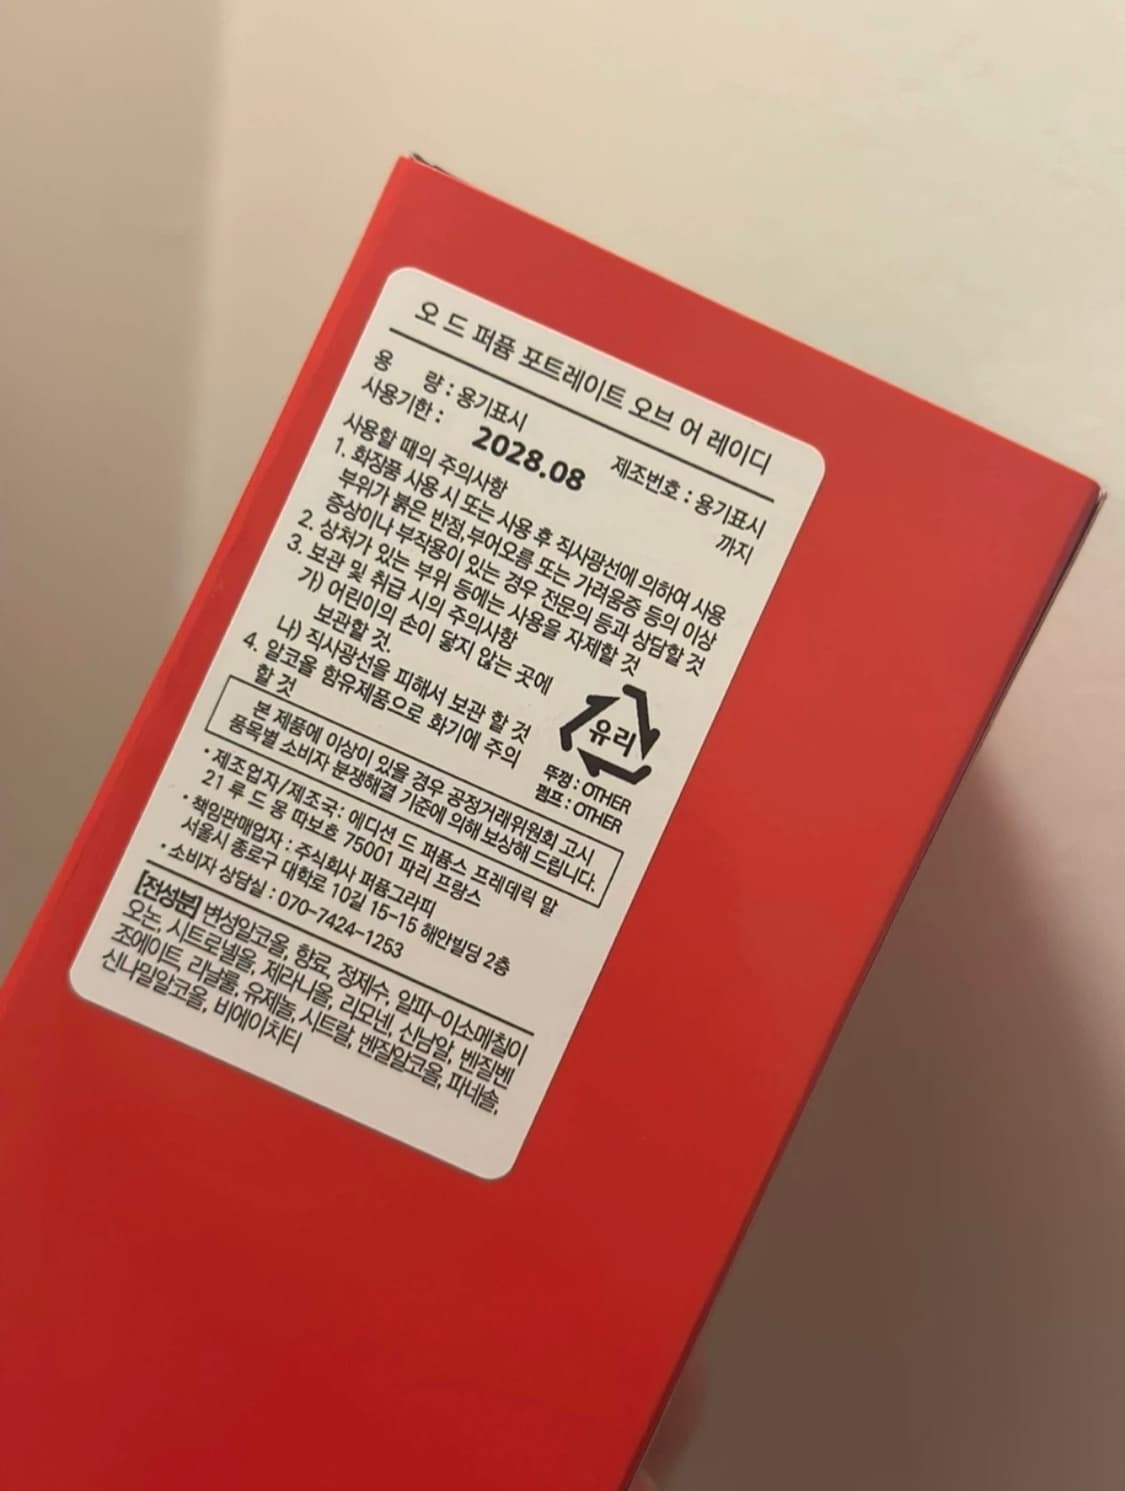 오 드 퍼퓸 포트레이트 오브 어 레이디
용 량 : 용기표시 제조번호 : 용기표시
사용기한 : 2028.08 까지
사용할 때의 주의사항
1. 화장품 사용 시 또는 사용 후 직사광선에 의하여 사용
부위가 붉은 반점,부어오름 또는 가려움증 등의 이상
증상이나 부작용이 있는 경우 전문의 등과 상담할 것
2. 상처가 있는 부위 등에는 사용을 자제할 것
3. 보관 및 취급 시의 주의사항
가) 어린이의 손이 닿지 않는 곳에
보관할 것.
나) 직사광선을 피해서 보관 할 것
4. 알코올 함유제품으로 화기에 주의
할 것
유리
뚜껑 : OTHER
펌프 : OTHER
본 제품에 이상이 있을 경우 공정거래위원회 고시
품목별 소비자 분쟁해결 기준에 의해 보상해 드립니다.
· 제조업자/제조국: 에디션 드 퍼퓸스 프레데릭 말
21 루 드 몽 따보흐 75001 파리 프랑스
· 책임판매업자 : 주식회사 퍼퓸그라피
서울시 종로구 대학로 10길 15-15 해안빌딩 2층
· 소비자 상담실 : 070-7424-1253
[전성분] 변성알코올, 향료, 정제수, 알파-이소메칠이
오논, 시트로넬올, 제라니올, 리모넨, 신남알, 벤질벤
조에이트, 리날룰, 유제놀, 시트랄, 벤질알코올, 파네솔,
신나밀알코올, 비에이치티